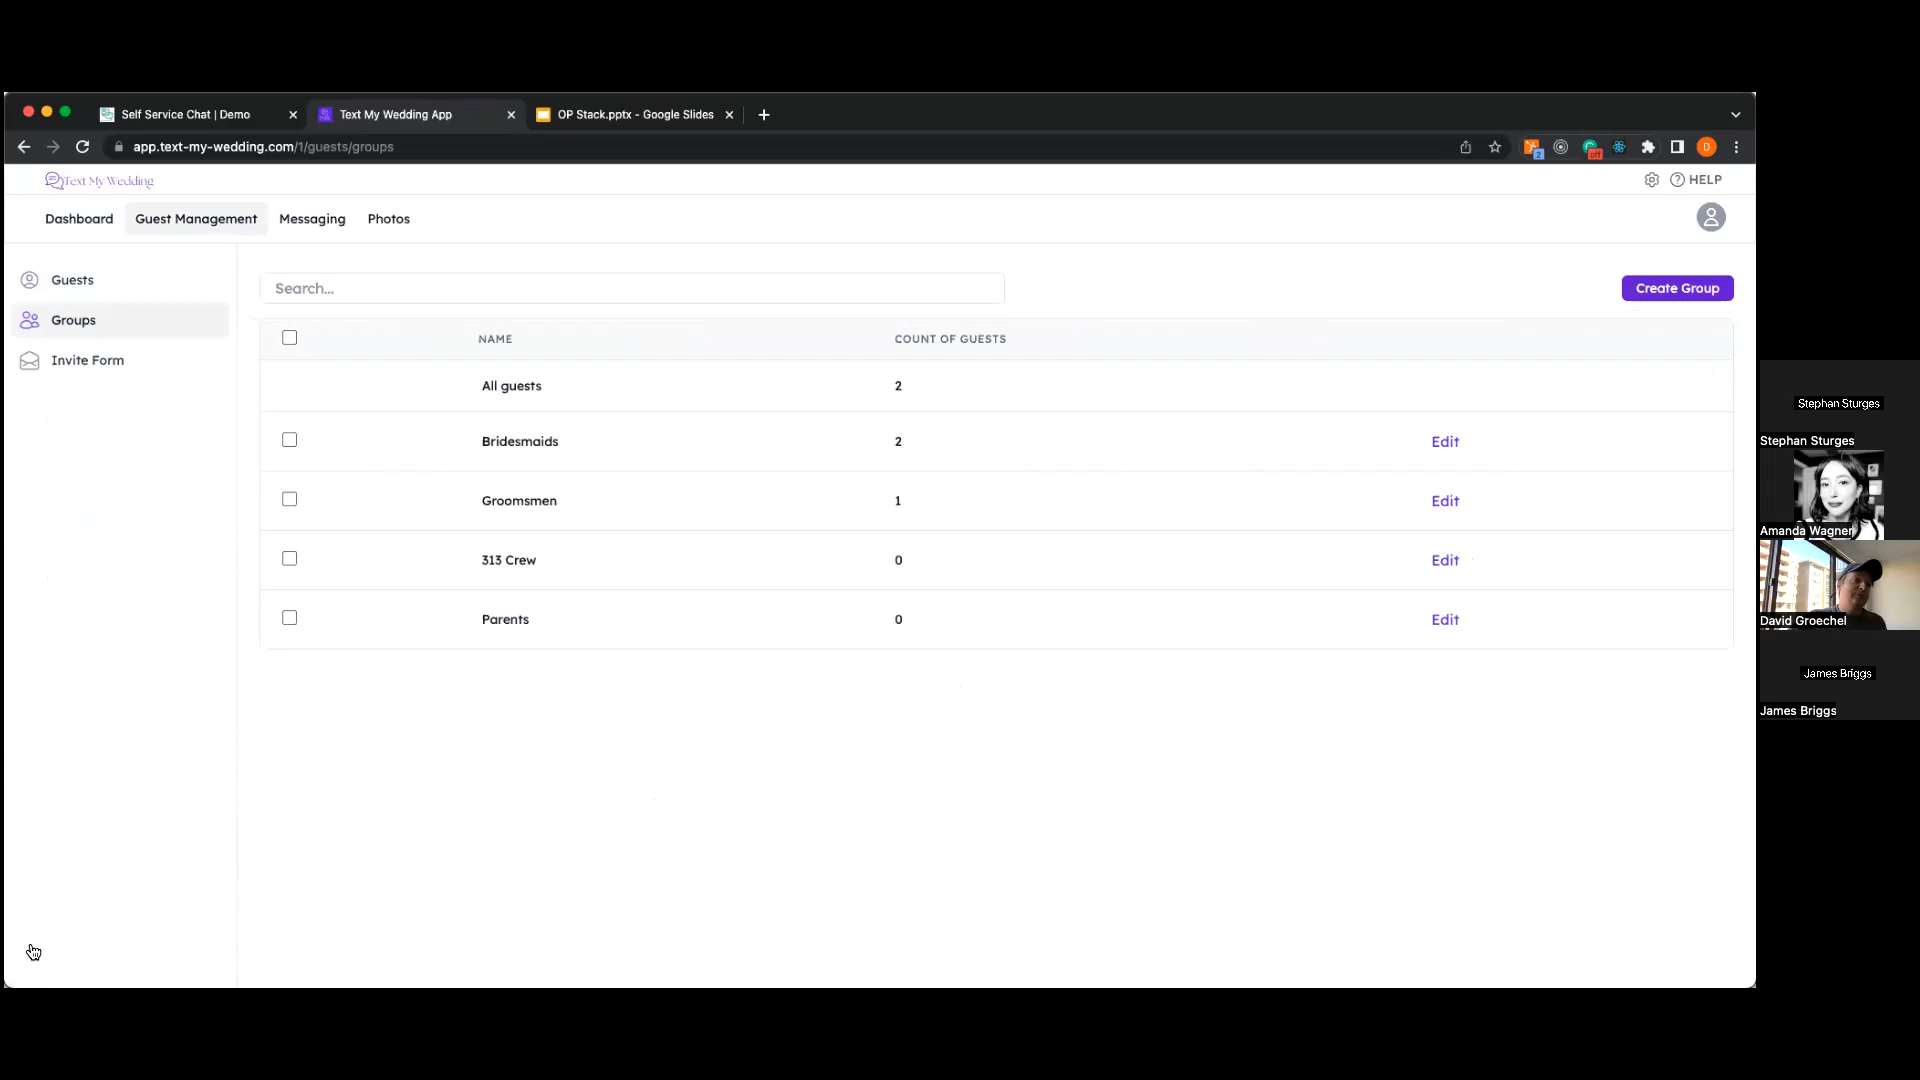 Self Service Chat | Demo
Text My Wedding App
OP Stack.pptx - Google Slides
app.text-my-wedding.com/1/guests/groups
2
off
D
Text My Wedding
HELP
Dashboard
Guest Management
Messaging
Photos
Guests
Groups
Invite Form
Search...
Create Group
NAME
COUNT OF GUESTS
All guests
2
Bridesmaids
2
Edit
Groomsmen
1
Edit
313 Crew
0
Edit
Parents
0
Edit
Stephan Sturges
Stephan Sturges
Amanda Wagner
David Groechel
James Briggs
James Briggs